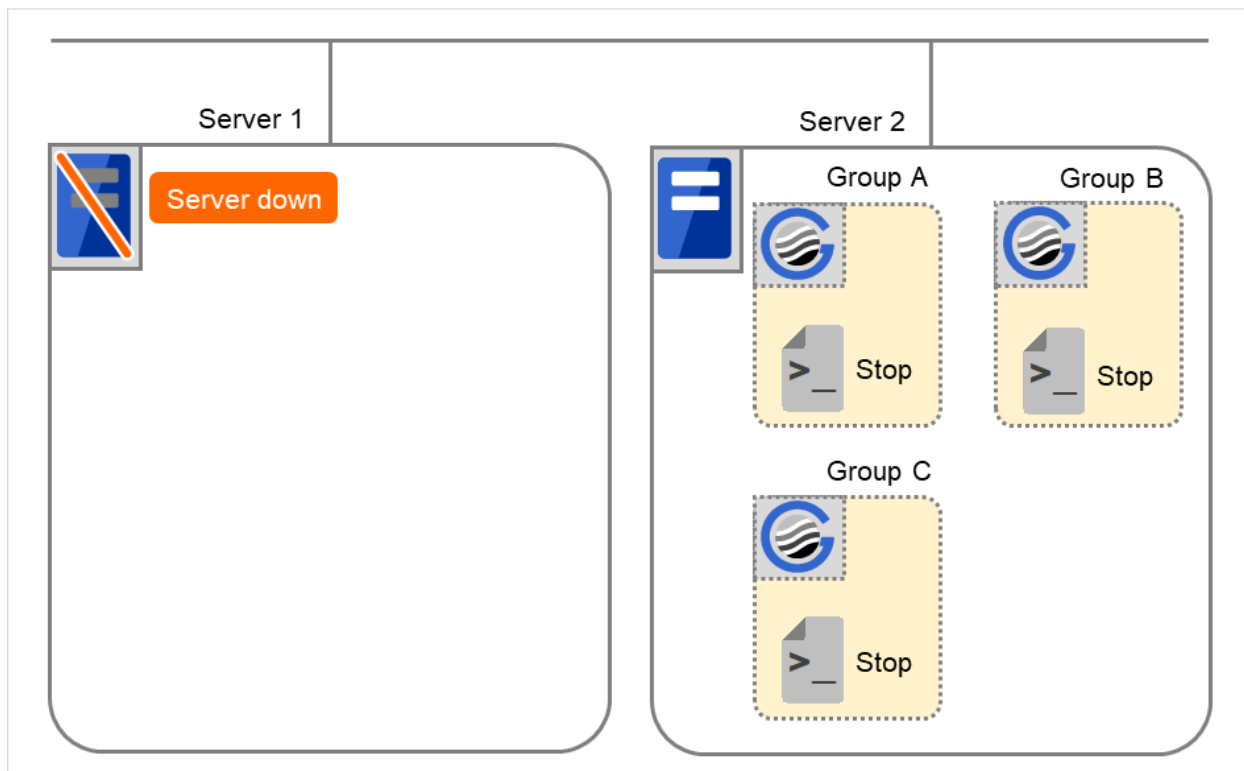 Server 1
Server 2
Server down
Group A
Group B
>_ Stop
>_ Stop
Group C
>_ Stop